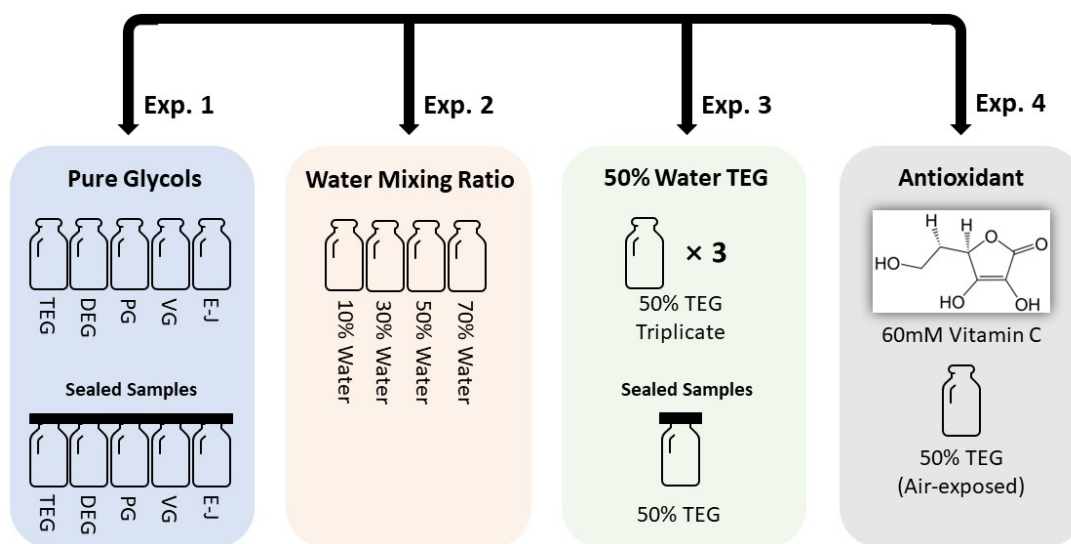 Exp. 1
Exp. 2
Exp. 3
Exp. 4
Pure Glycols
TEG
DEG
PG
VG
E-J
Sealed Samples
TEG
DEG
PG
VG
E-J
Water Mixing Ratio
10% Water
30% Water
50% Water
70% Water
50% Water TEG
× 3
50% TEG
Triplicate
Sealed Samples
50% TEG
Antioxidant
H
H
O
O
HO
HO
OH
60mM Vitamin C
50% TEG
(Air-exposed)